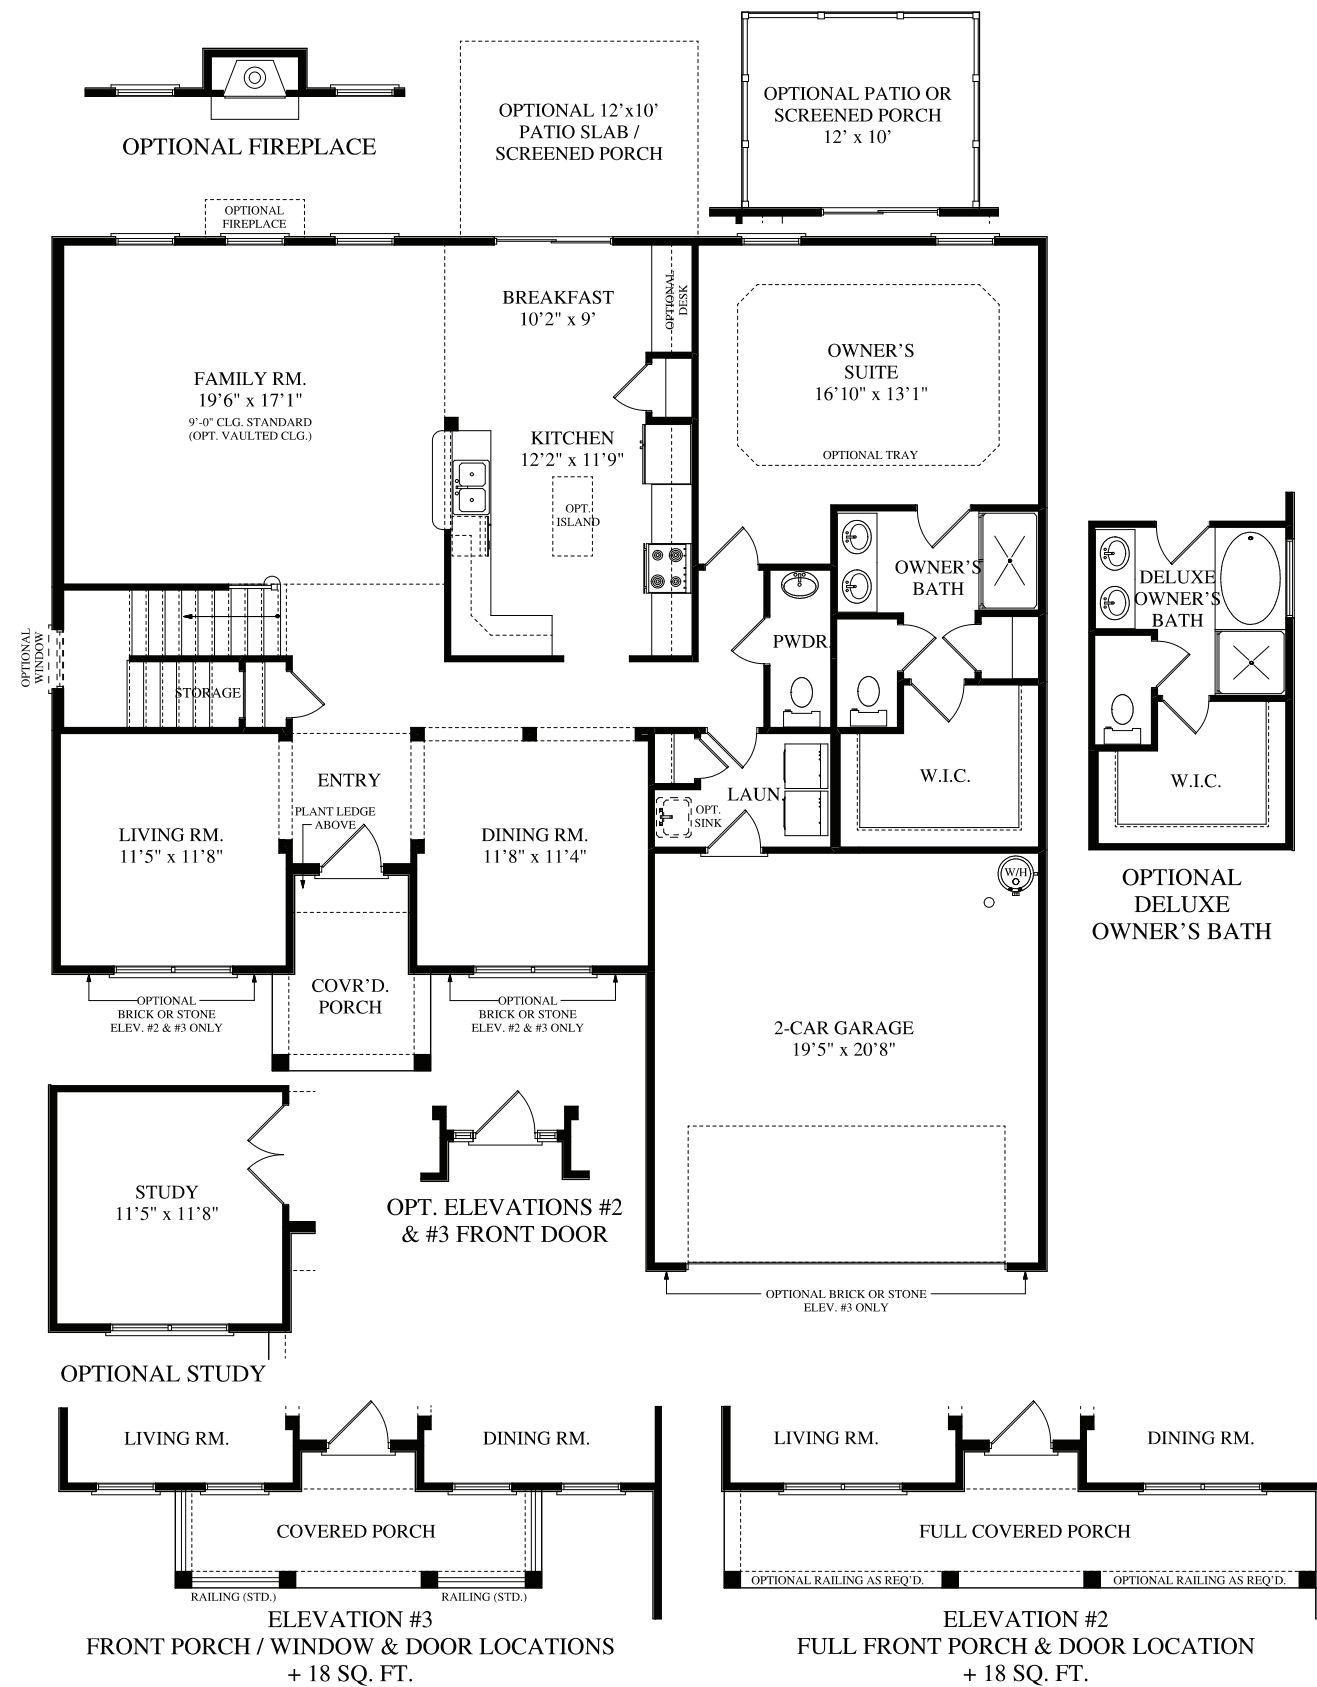 OPTIONAL FIREPLACE
OPTIONAL 12'x10'
PATIO SLAB /
SCREENED PORCH
OPTIONAL PATIO OR
SCREENED PORCH
12' x 10'
OPTIONAL
FIREPLACE
BREAKFAST
10'2" x 9'
OPTIONAL
DESK
OWNER'S
SUITE
16'10" x 13'1"
OPTIONAL TRAY
FAMILY RM.
19'6" x 17'1"
9'-0" CLG. STANDARD
(OPT. VAULTED CLG.)
KITCHEN
12'2" x 11'9"
OPT.
ISLAND
OWNER'S
BATH
DELUXE
OWNER'S
BATH
OPTIONAL
WINDOW
PWDR.
STORAGE
ENTRY
PLANT LEDGE
ABOVE
LIVING RM.
11'5" x 11'8"
DINING RM.
11'8" x 11'4"
LAUN.
OPT.
SINK
W.I.C.
W.I.C.
W/H
OPTIONAL
DELUXE
OWNER'S BATH
COVR'D.
PORCH
OPTIONAL
BRICK OR STONE
ELEV. #2 & #3 ONLY
OPTIONAL
BRICK OR STONE
ELEV. #2 & #3 ONLY
2-CAR GARAGE
19'5" x 20'8"
STUDY
11'5" x 11'8"
OPT. ELEVATIONS #2
& #3 FRONT DOOR
OPTIONAL BRICK OR STONE
ELEV. #3 ONLY
OPTIONAL STUDY
LIVING RM.
DINING RM.
COVERED PORCH
RAILING (STD.)
RAILING (STD.)
ELEVATION #3
FRONT PORCH / WINDOW & DOOR LOCATIONS
+ 18 SQ. FT.
LIVING RM.
DINING RM.
FULL COVERED PORCH
OPTIONAL RAILING AS REQ'D.
OPTIONAL RAILING AS REQ'D.
ELEVATION #2
FULL FRONT PORCH & DOOR LOCATION
+ 18 SQ. FT.